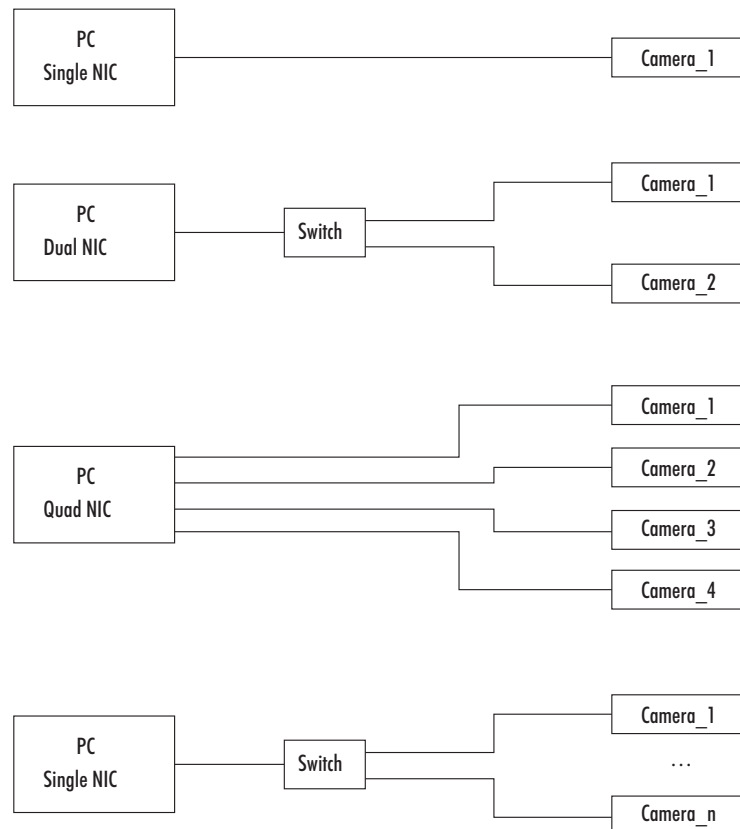 PC
Single NIC
Camera_1
PC
Dual NIC
Switch
Camera_1
Camera_2
PC
Quad NIC
Camera_1
Camera_2
Camera_3
Camera_4
PC
Single NIC
Switch
Camera_1
...
Camera_n